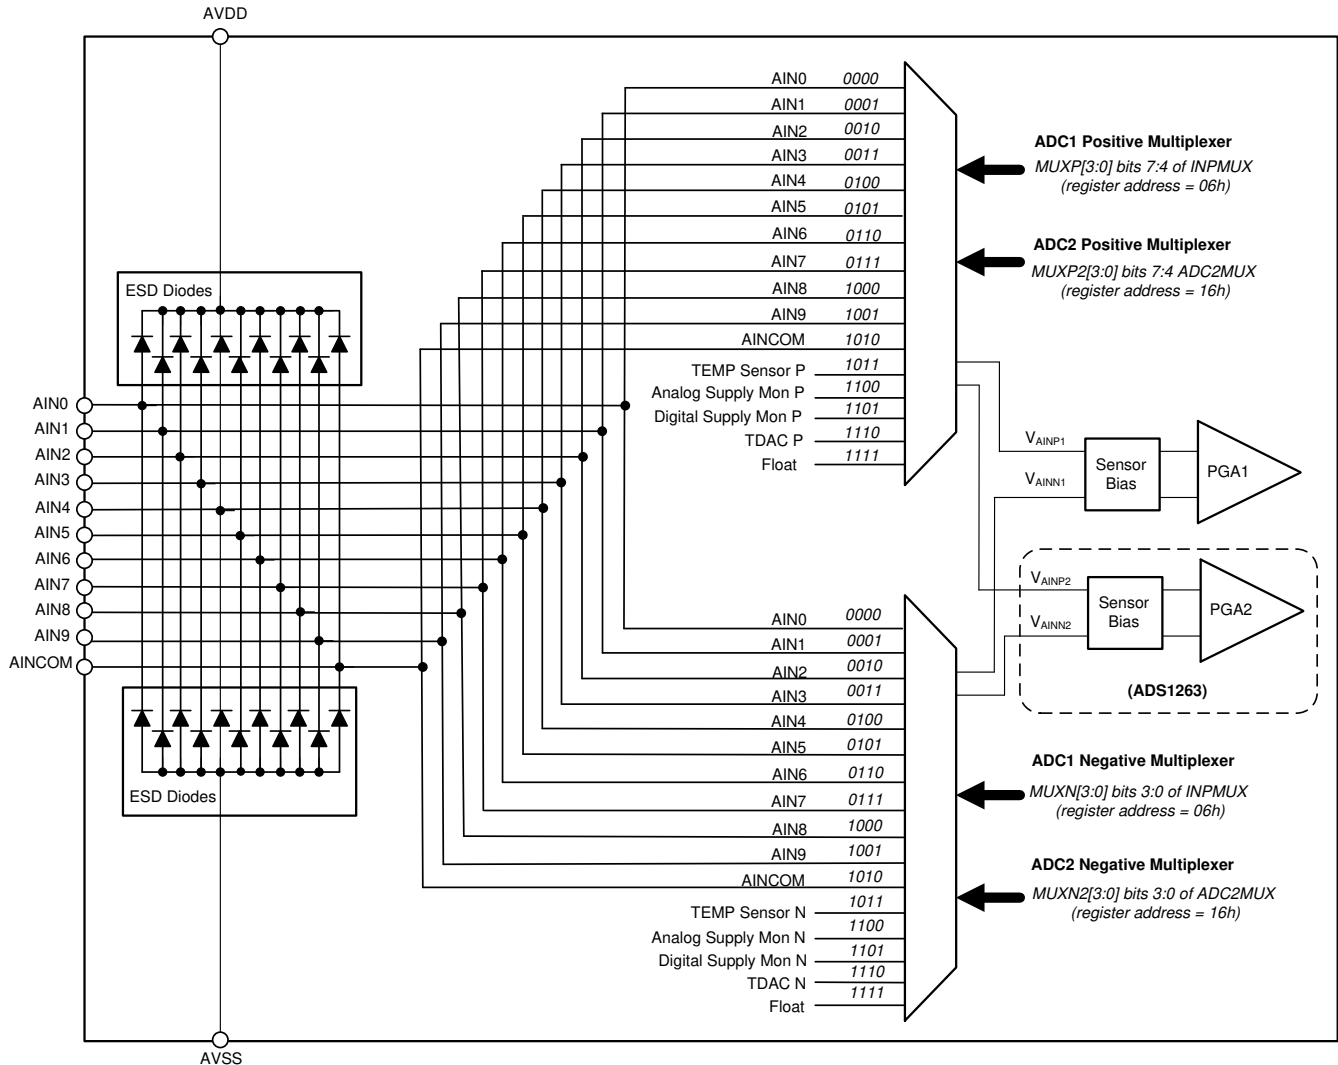 AVDD
AIN0 0000
AIN1 0001
AIN2 0010
AIN3 0011
AIN4 0100
AIN5 0101
AIN6 0110
AIN7 0111
AIN8 1000
AIN9 1001
AINCOM 1010
TEMP Sensor P 1011
Analog Supply Mon P 1100
Digital Supply Mon P 1101
TDAC P 1110
Float 1111
ADC1 Positive Multiplexer
MUXP[3:0] bits 7:4 of INPMUX
(register address = 06h)
ADC2 Positive Multiplexer
MUXP2[3:0] bits 7:4 ADC2MUX
(register address = 16h)
ESD Diodes
AIN0
AIN1
AIN2
AIN3
AIN4
AIN5
AIN6
AIN7
AIN8
AIN9
AINCOM
ESD Diodes
VAINP1
VAINN1
Sensor
Bias
PGA1
VAINP2
VAINN2
Sensor
Bias
PGA2
(ADS1263)
AIN0 0000
AIN1 0001
AIN2 0010
AIN3 0011
AIN4 0100
AIN5 0101
AIN6 0110
AIN7 0111
AIN8 1000
AIN9 1001
AINCOM 1010
TEMP Sensor N 1011
Analog Supply Mon N 1100
Digital Supply Mon N 1101
TDAC N 1110
Float 1111
ADC1 Negative Multiplexer
MUXN[3:0] bits 3:0 of INPMUX
(register address = 06h)
ADC2 Negative Multiplexer
MUXN2[3:0] bits 3:0 of ADC2MUX
(register address = 16h)
AVSS